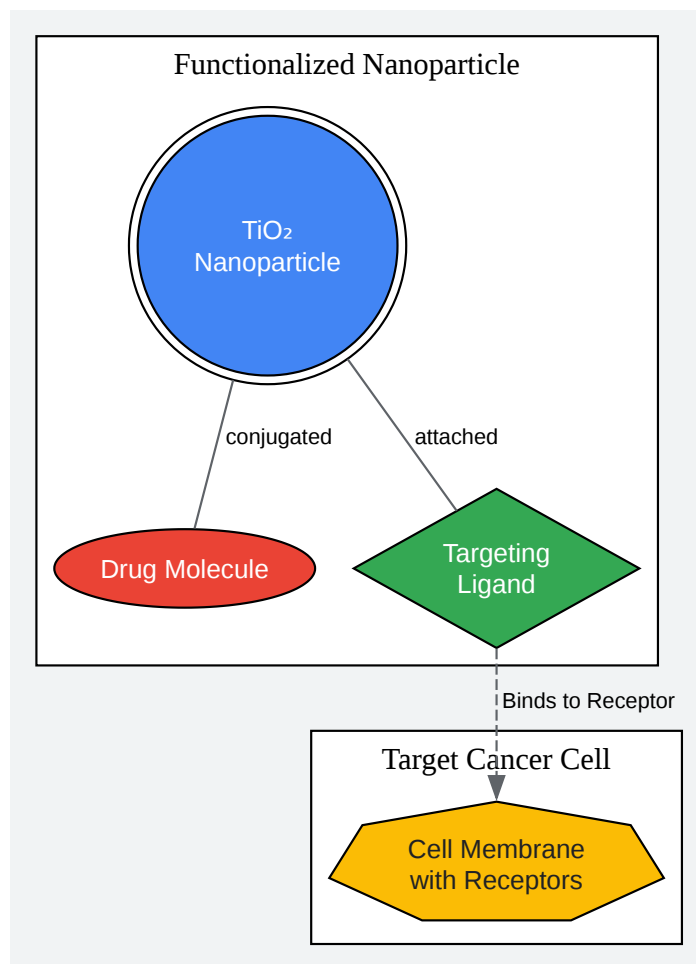 Functionalized Nanoparticle
TiO₂
Nanoparticle
conjugated
attached
Drug Molecule
Targeting
Ligand
Binds to Receptor
Target Cancer Cell
Cell Membrane
with Receptors